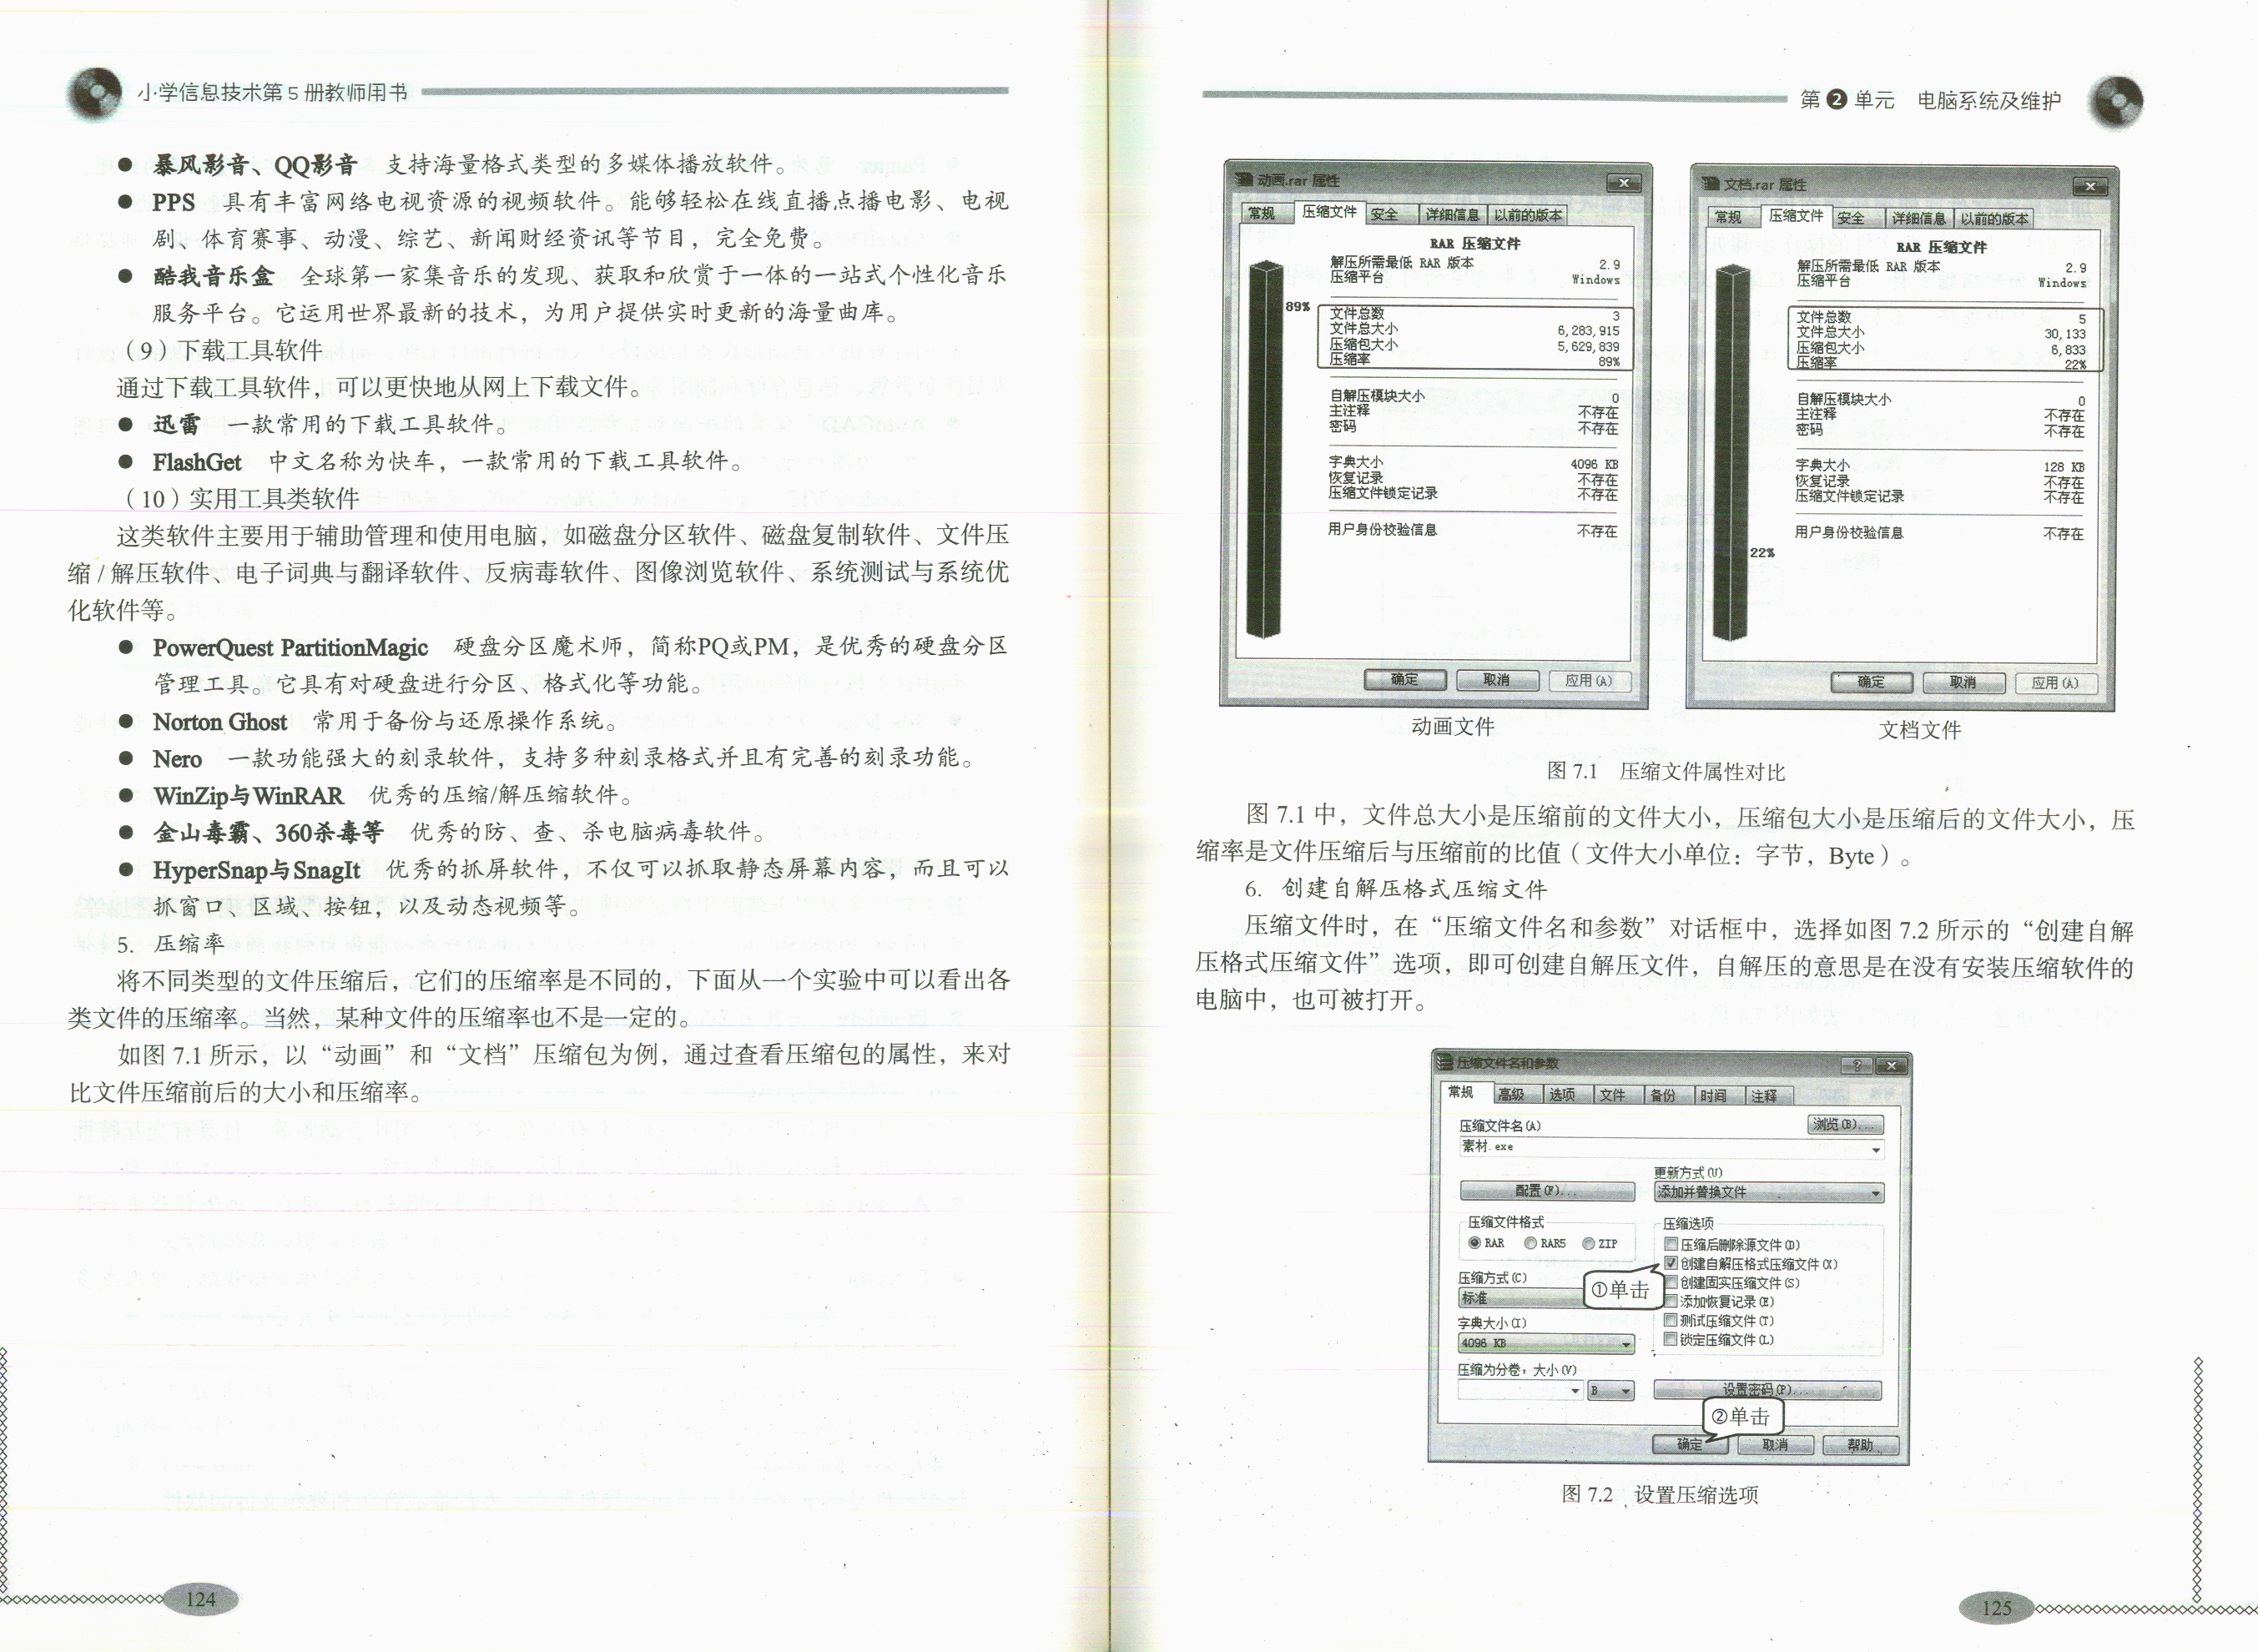 小学信息技术第5册教师用书
● 暴风影音、QQ影音 支持海量格式类型的多媒体播放软件。
● PPS 具有丰富网络电视资源的视频软件。能够轻松在线直播点播电影、电视
剧、体育赛事、动漫、综艺、新闻财经资讯等节目，完全免费。
● 酷我音乐盒 全球第一家集音乐的发现、获取和欣赏于一体的一站式个性化音乐
服务平台。它运用世界最新的技术，为用户提供实时更新的海量曲库。
（9）下载工具软件
通过下载工具软件，可以更快地从网上下载文件。
● 迅雷 一款常用的下载工具软件。
● FlashGet 中文名称为快车，一款常用的下载工具软件。
（10）实用工具类软件
这类软件主要用于辅助管理和使用电脑，如磁盘分区软件、磁盘复制软件、文件压
缩/解压软件、电子词典与翻译软件、反病毒软件、图像浏览软件、系统测试与系统优
化软件等。
● PowerQuest PartitionMagic 硬盘分区魔术师，简称PQ或PM，是优秀的硬盘分区
管理工具。它具有对硬盘进行分区、格式化等功能。
● Norton Ghost 常用于备份与还原操作系统。
● Nero 一款功能强大的刻录软件，支持多种刻录格式并且有完善的刻录功能。
● WinZip与WinRAR 优秀的压缩/解压缩软件。
● 金山毒霸、360杀毒等 优秀的防、查、杀电脑病毒软件。
● HyperSnap与SnagIt 优秀的抓屏软件，不仅可以抓取静态屏幕内容，而且可以
抓窗口、区域、按钮，以及动态视频等。
5. 压缩率
将不同类型的文件压缩后，它们的压缩率是不同的，下面从一个实验中可以看出各
类文件的压缩率。当然，某种文件的压缩率也不是一定的。
如图 7.1 所示，以“动画”和“文档”压缩包为例，通过查看压缩包的属性，来对
比文件压缩前后的大小和压缩率。
124
第2单元 电脑系统及维护
动画.rar 属性
常规 压缩文件 安全 详细信息 以前的版本
RAR 压缩文件
解压所需最低 RAR 版本 2.9
压缩平台 Windows
89%
文件总数 3
文件总大小 6,283,915
压缩包大小 5,629,839
压缩率 89%
自解压模块大小 0
主注释 不存在
密码 不存在
字典大小 4096 KB
恢复记录 不存在
压缩文件锁定记录 不存在
用户身份校验信息 不存在
确定 取消 应用(A)
动画文件
文档.rar 属性
常规 压缩文件 安全 详细信息 以前的版本
RAR 压缩文件
解压所需最低 RAR 版本 2.9
压缩平台 Windows
文件总数 5
文件总大小 30,133
压缩包大小 6,833
压缩率 22%
自解压模块大小 0
主注释 不存在
密码 不存在
字典大小 128 KB
恢复记录 不存在
压缩文件锁定记录 不存在
用户身份校验信息 不存在
22%
确定 取消 应用(A)
文档文件
图 7.1 压缩文件属性对比
图 7.1 中，文件总大小是压缩前的文件大小，压缩包大小是压缩后的文件大小，压
缩率是文件压缩后与压缩前的比值（文件大小单位：字节，Byte）。
6. 创建自解压格式压缩文件
压缩文件时，在“压缩文件名和参数”对话框中，选择如图 7.2 所示的“创建自解
压格式压缩文件”选项，即可创建自解压文件，自解压的意思是在没有安装压缩软件的
电脑中，也可被打开。
压缩文件名和参数
常规 高级 选项 文件 备份 时间 注释
压缩文件名(A) 浏览(B)...
素材.exe
更新方式(U)
配置(F)... 添加并替换文件
压缩文件格式 压缩选项
RAR RAR5 ZIP 压缩后删除源文件(D)
创建自解压格式压缩文件(X)
压缩方式(C) ①单击 创建固实压缩文件(S)
标准 添加恢复记录(E)
字典大小(I) 测试压缩文件(T)
4096 KB 锁定压缩文件(L)
压缩为分卷，大小(V)
B 设置密码(P)...
②单击
确定 取消 帮助
图 7.2 设置压缩选项
125